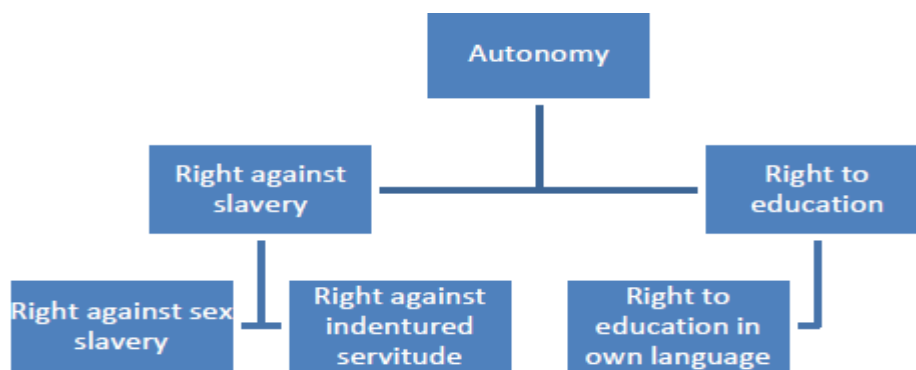 Autonomy
Right against
slavery
Right to
education
Right against sex
slavery
Right against
indentured
servitude
Right to
education in
own language